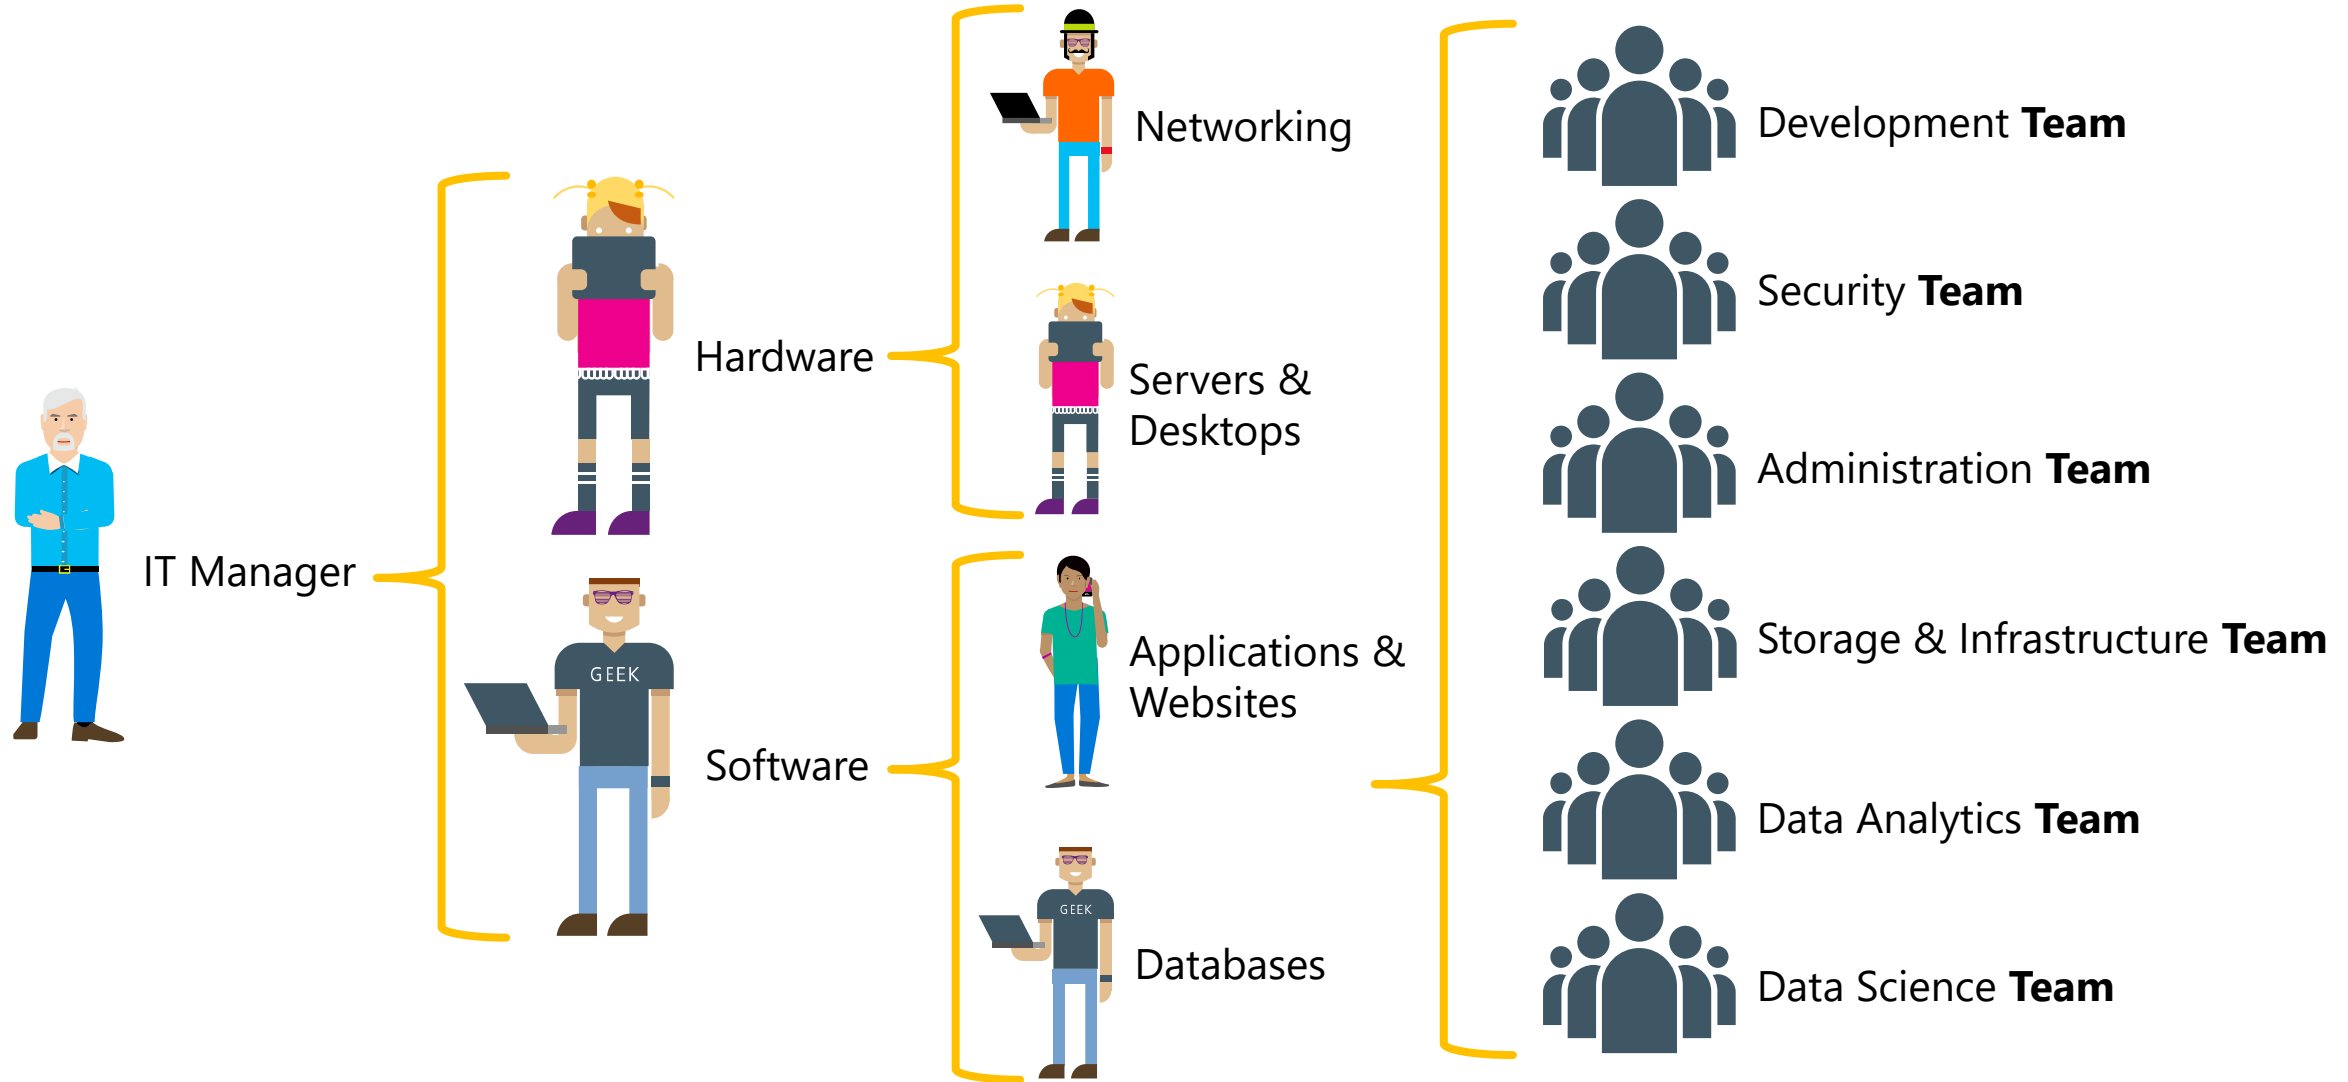 IT Manager
Hardware
Software
GEEK
Networking
Servers &
Desktops
Applications &
Websites
Databases
GEEK
Development Team
Security Team
Administration Team
Storage & Infrastructure Team
Data Analytics Team
Data Science Team